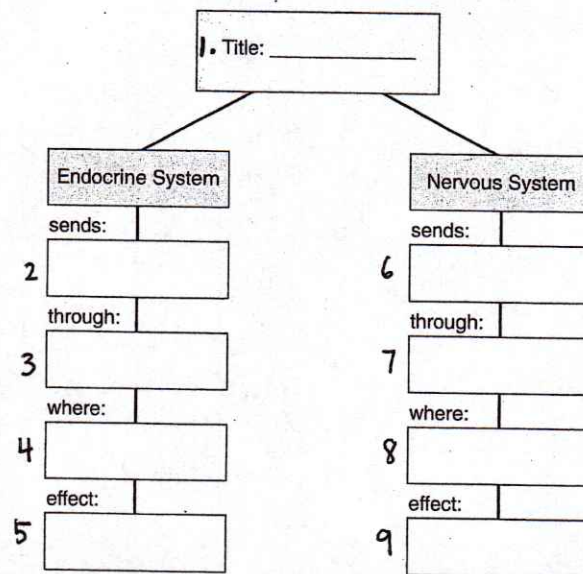 1. Title: ____________
Endocrine System
sends:
2
through:
3
where:
4
effect:
5
Nervous System
sends:
6
through:
7
where:
8
effect:
9